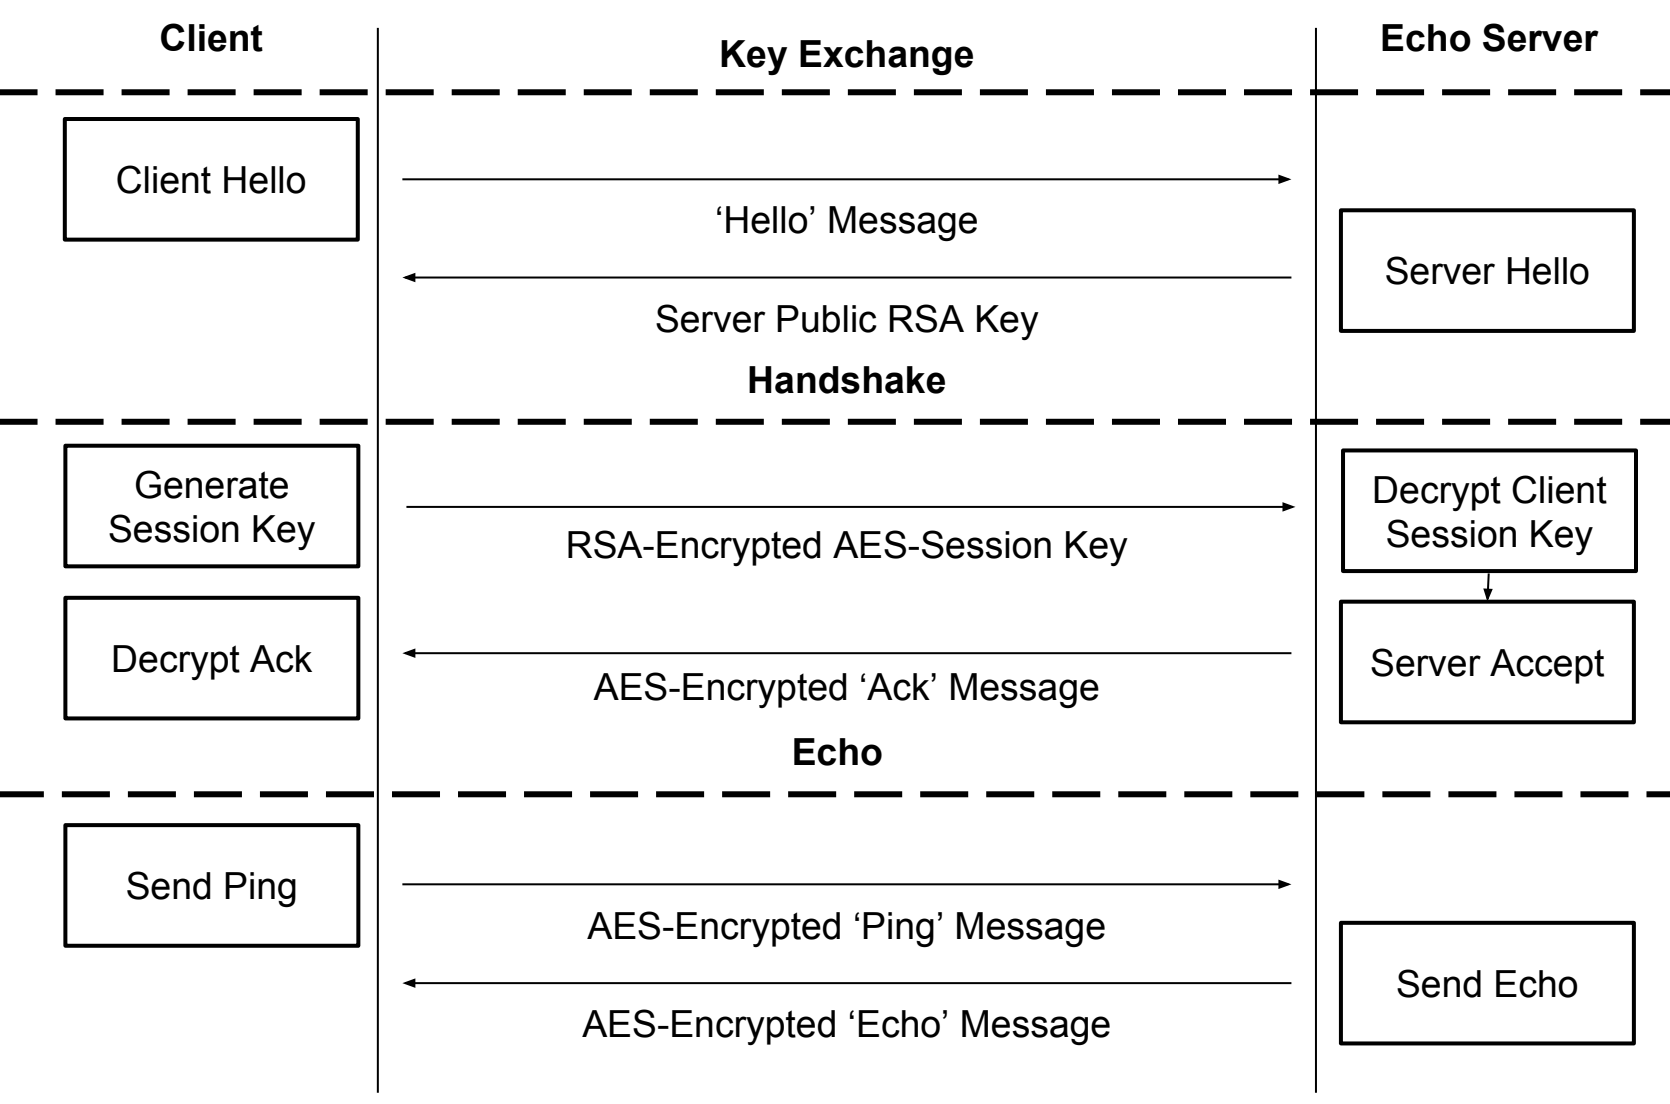 Client
Key Exchange
Echo Server
Client Hello
‘Hello’ Message
Server Hello
Server Public RSA Key
Handshake
Generate
Session Key
RSA-Encrypted AES-Session Key
Decrypt Client
Session Key
Decrypt Ack
AES-Encrypted ‘Ack’ Message
Server Accept
Echo
Send Ping
AES-Encrypted ‘Ping’ Message
Send Echo
AES-Encrypted ‘Echo’ Message